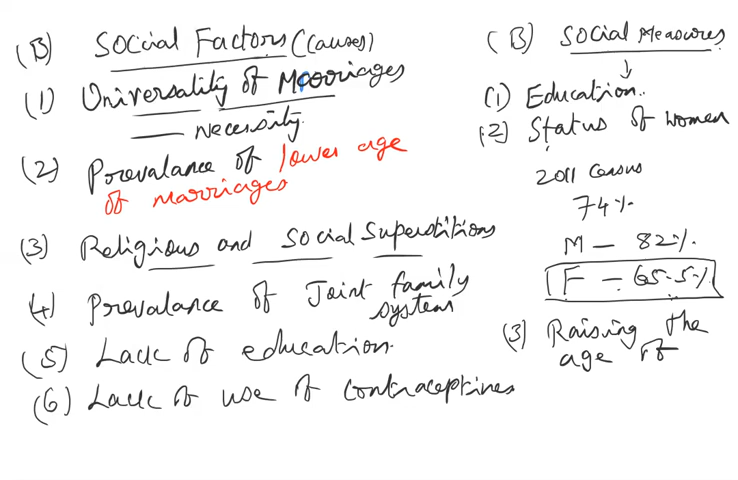 (B) Social Factors (Causes)
(1) Universality of Marriages
— necessity
(2) Prevalance of lower age
of marriages
(3) Religious and Social Superstitions
(4) Prevalance of Joint family
system
(5) Lack of education
(6) Lack of use of contraceptives
(B) Social Measures
(1) Education..
(2) Status of women
2011 Census
74%
M — 82%
F — 65.5%
(3) Raising the
age of